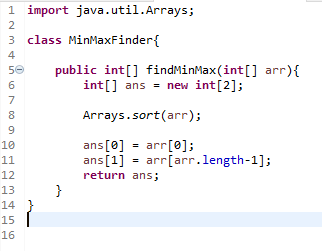 1 import java.util.Arrays;
2
3 class MinMaxFinder{
4
5     public int[] findMinMax(int[] arr){
6         int[] ans = new int[2];
7
8         Arrays.sort(arr);
9
10         ans[0] = arr[0];
11         ans[1] = arr[arr.length-1];
12         return ans;
13     }
14 }
15
16